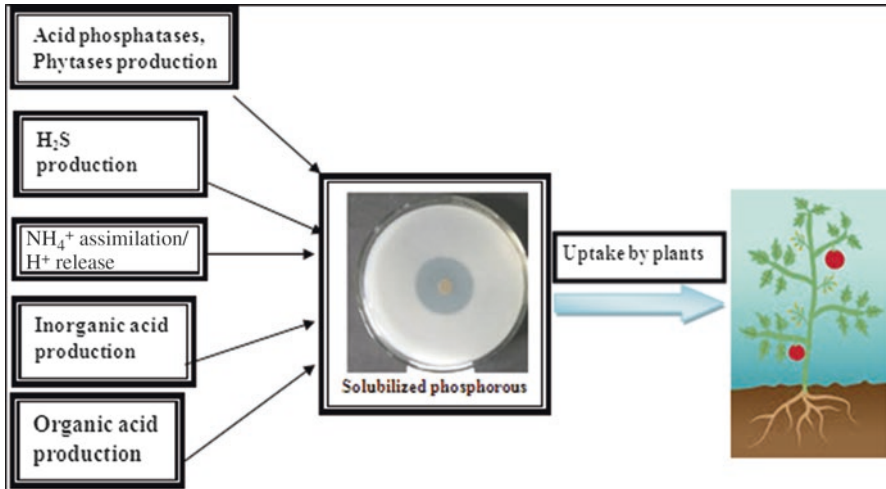 Acid phosphatases,
Phytases production
H₂S
production
NH₄⁺ assimilation/
H⁺ release
Inorganic acid
production
Organic acid
production
Solubilized phosphorous
Uptake by plants